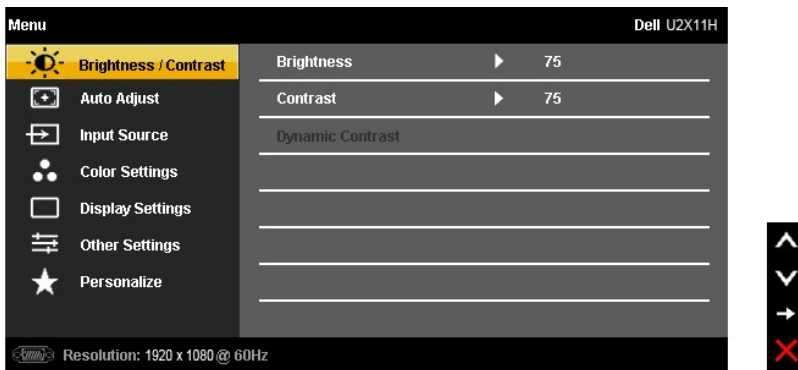 Menu Dell U2X11H
Brightness / Contrast Brightness 75
Auto Adjust Contrast 75
Input Source Dynamic Contrast
Color Settings
Display Settings
Other Settings
Personalize
Resolution: 1920 x 1080 @ 60Hz